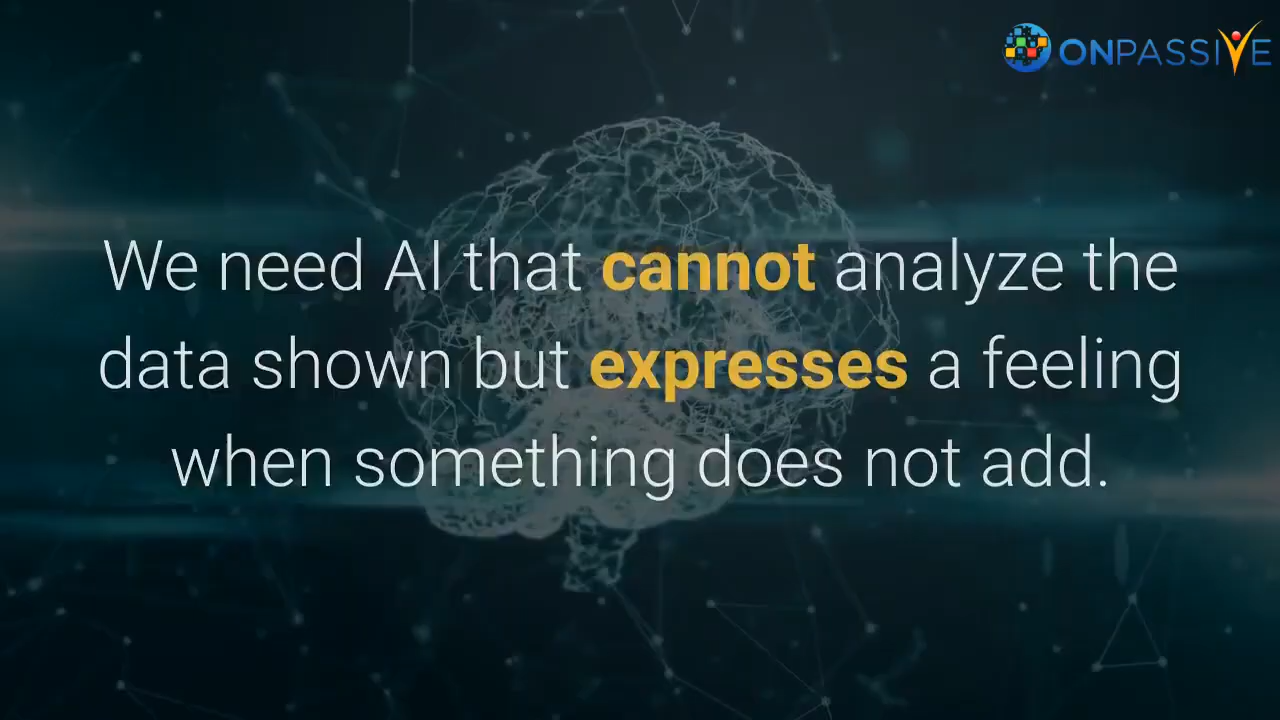 ONPASSIVE
We need AI that cannot analyze the
data shown but expresses a feeling
when something does not add.